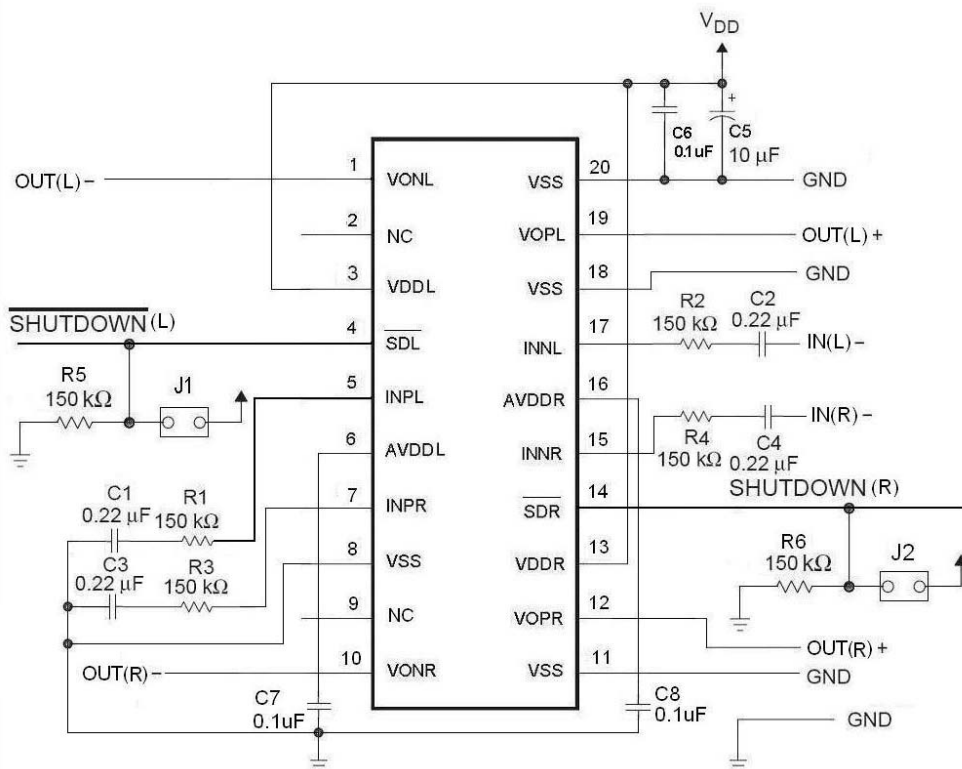 VDD
C6
0.1uF
+
C5
10 μF
OUT(L)−
1
VONL
VSS
20
GND
2
NC
VOPL
19
OUT(L)+
3
VDDL
VSS
18
GND
SHUTDOWN(L)
4
SDL
INNL
17
R2
150 kΩ
C2
0.22 μF
IN(L)−
R5
150 kΩ
J1
5
INPL
AVDDR
16
6
AVDDL
INNR
15
R4
150 kΩ
C4
0.22 μF
IN(R)−
C1
0.22 μF
R1
150 kΩ
7
INPR
SDR
14
SHUTDOWN(R)
C3
0.22 μF
R3
150 kΩ
8
VSS
VDDR
13
R6
150 kΩ
J2
9
NC
VOPR
12
OUT(R)+
OUT(R)−
10
VONR
VSS
11
GND
C7
0.1uF
C8
0.1uF
GND